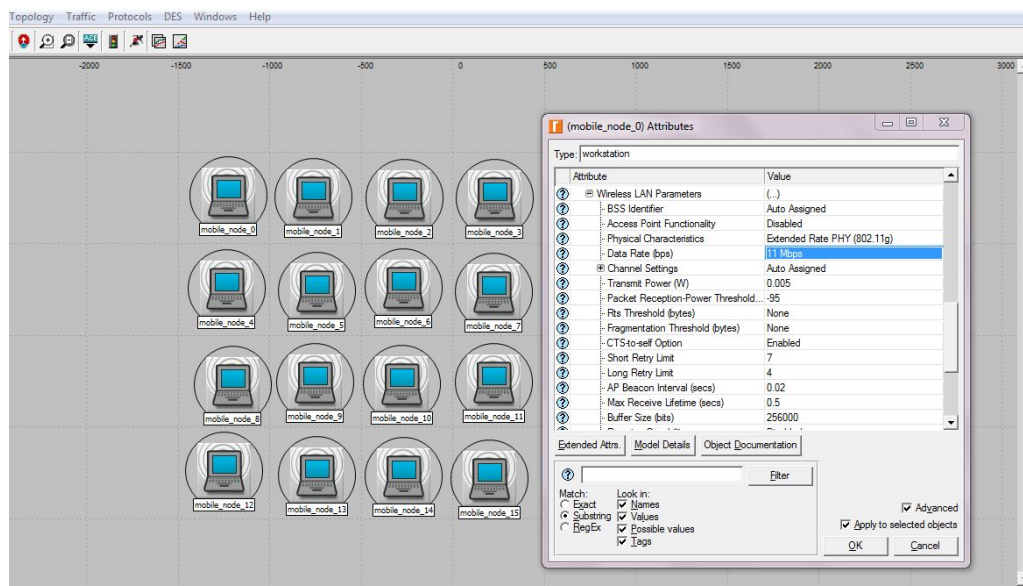 Topology Traffic Protocols DES Windows Help
ACE
-2000 -1500 -1000 -500 0 500 1000 1500 2000 2500 3000
(mobile_node_0) Attributes
Type: workstation
Attribute Value
Wireless LAN Parameters (...)
BSS Identifier Auto Assigned
Access Point Functionality Disabled
Physical Characteristics Extended Rate PHY (802.11g)
Data Rate (bps) 11 Mbps
Channel Settings Auto Assigned
Transmit Power (W) 0.005
Packet Reception-Power Threshold... -95
Rts Threshold (bytes) None
Fragmentation Threshold (bytes) None
CTS-to-self Option Enabled
Short Retry Limit 7
Long Retry Limit 4
AP Beacon Interval (secs) 0.02
Max Receive Lifetime (secs) 0.5
Buffer Size (bits) 256000
Extended Attrs. Model Details Object Documentation
Filter
Match: Look in:
Exact Names
Substring Values
RegEx Possible values
Tags
Advanced
Apply to selected objects
OK Cancel
mobile_node_0 mobile_node_1 mobile_node_2 mobile_node_3
mobile_node_4 mobile_node_5 mobile_node_6 mobile_node_7
mobile_node_8 mobile_node_9 mobile_node_10 mobile_node_11
mobile_node_12 mobile_node_13 mobile_node_14 mobile_node_15